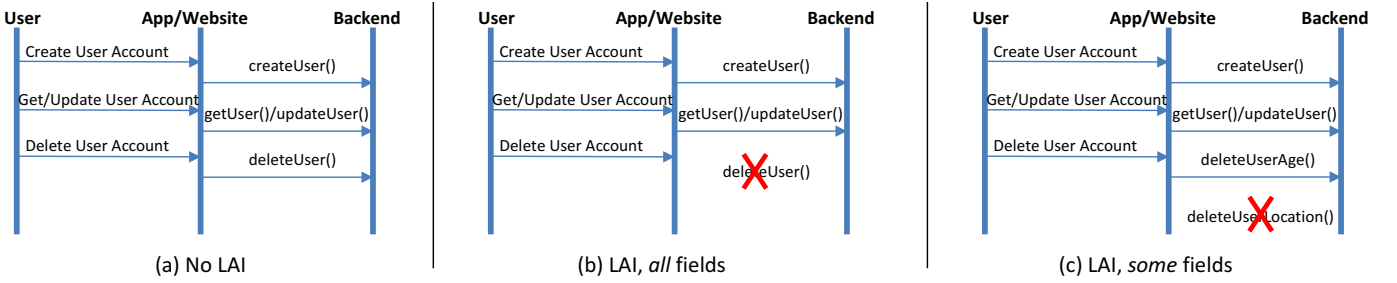 User App/Website Backend
Create User Account
createUser()
Get/Update User Account
getUser()/updateUser()
Delete User Account
deleteUser()
(a) No LAI
User App/Website Backend
Create User Account
createUser()
Get/Update User Account
getUser()/updateUser()
Delete User Account
deleteUser()
(b) LAI, all fields
User App/Website Backend
Create User Account
createUser()
Get/Update User Account
getUser()/updateUser()
Delete User Account
deleteUserAge()
deleteUserLocation()
(c) LAI, some fields